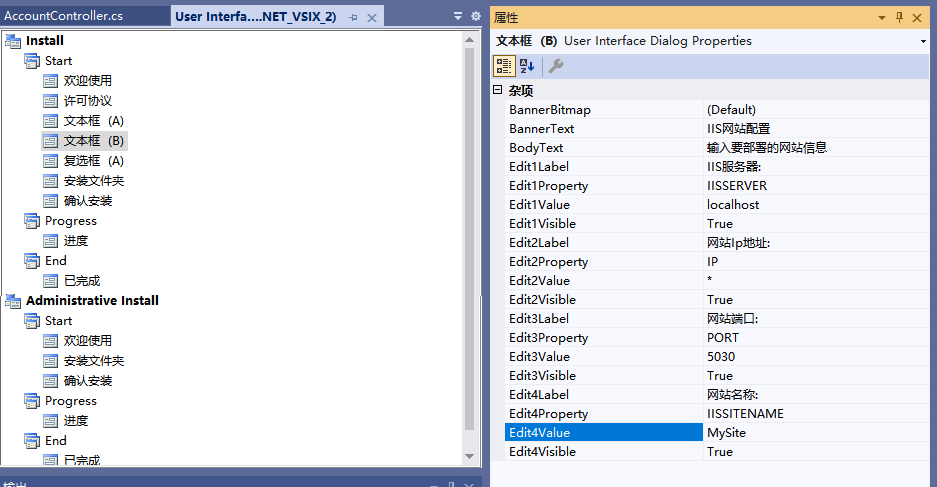 AccountController.cs
User Interfa....NET_VSIX_2)
Install
Start
欢迎使用
许可协议
文本框 (A)
文本框 (B)
复选框 (A)
安装文件夹
确认安装
Progress
进度
End
已完成
Administrative Install
Start
欢迎使用
安装文件夹
确认安装
Progress
进度
End
已完成
输出
属性
文本框 (B) User Interface Dialog Properties
杂项
BannerBitmap (Default)
BannerText IIS网站配置
BodyText 输入要部署的网站信息
Edit1Label IIS服务器:
Edit1Property IISSERVER
Edit1Value localhost
Edit1Visible True
Edit2Label 网站Ip地址:
Edit2Property IP
Edit2Value *
Edit2Visible True
Edit3Label 网站端口:
Edit3Property PORT
Edit3Value 5030
Edit3Visible True
Edit4Label 网站名称:
Edit4Property IISSITENAME
Edit4Value MySite
Edit4Visible True